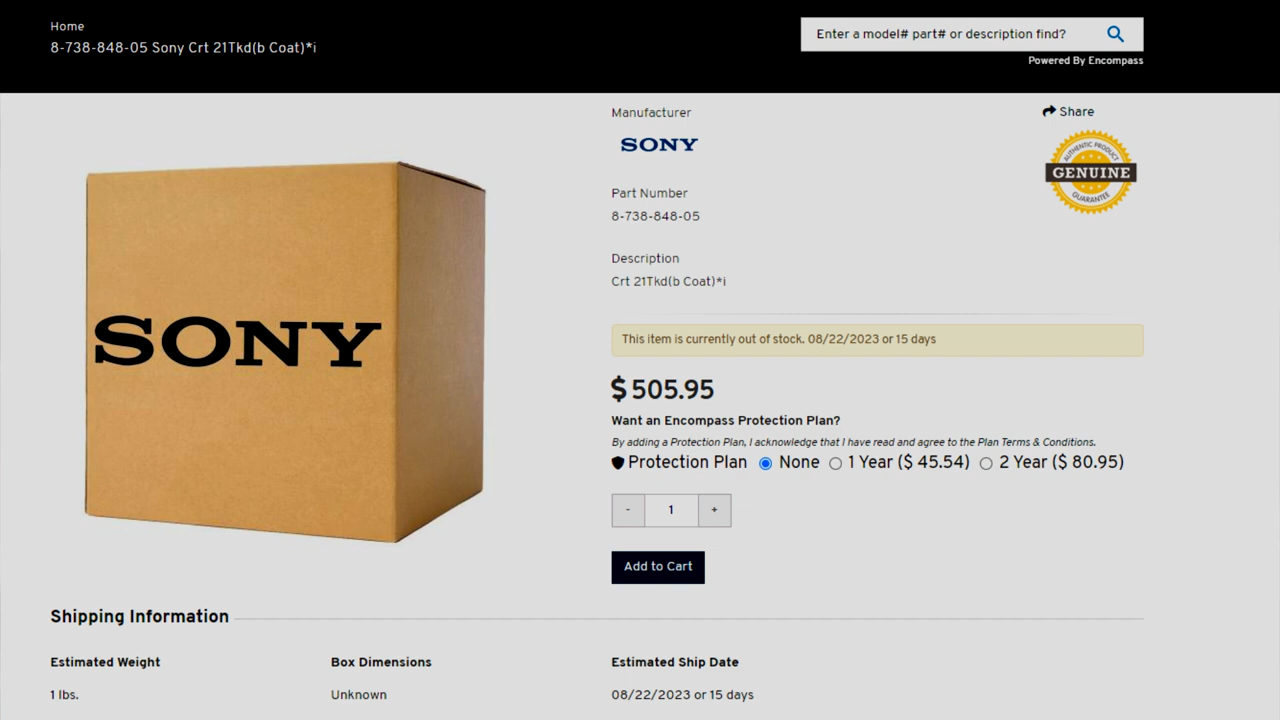 Home
8-738-848-05 Sony Crt 21Tkd(b Coat)*i
Enter a model# part# or description find?
Powered By Encompass
Manufacturer
Share
SONY
AUTHENTIC PRODUCT
GENUINE
GUARANTEE
Part Number
8-738-848-05
Description
Crt 21Tkd(b Coat)*i
SONY
This item is currently out of stock. 08/22/2023 or 15 days
$ 505.95
Want an Encompass Protection Plan?
By adding a Protection Plan, I acknowledge that I have read and agree to the Plan Terms & Conditions.
Protection Plan None 1 Year ($ 45.54) 2 Year ($ 80.95)
- 1 +
Add to Cart
Shipping Information
Estimated Weight
Box Dimensions
Estimated Ship Date
1 lbs.
Unknown
08/22/2023 or 15 days